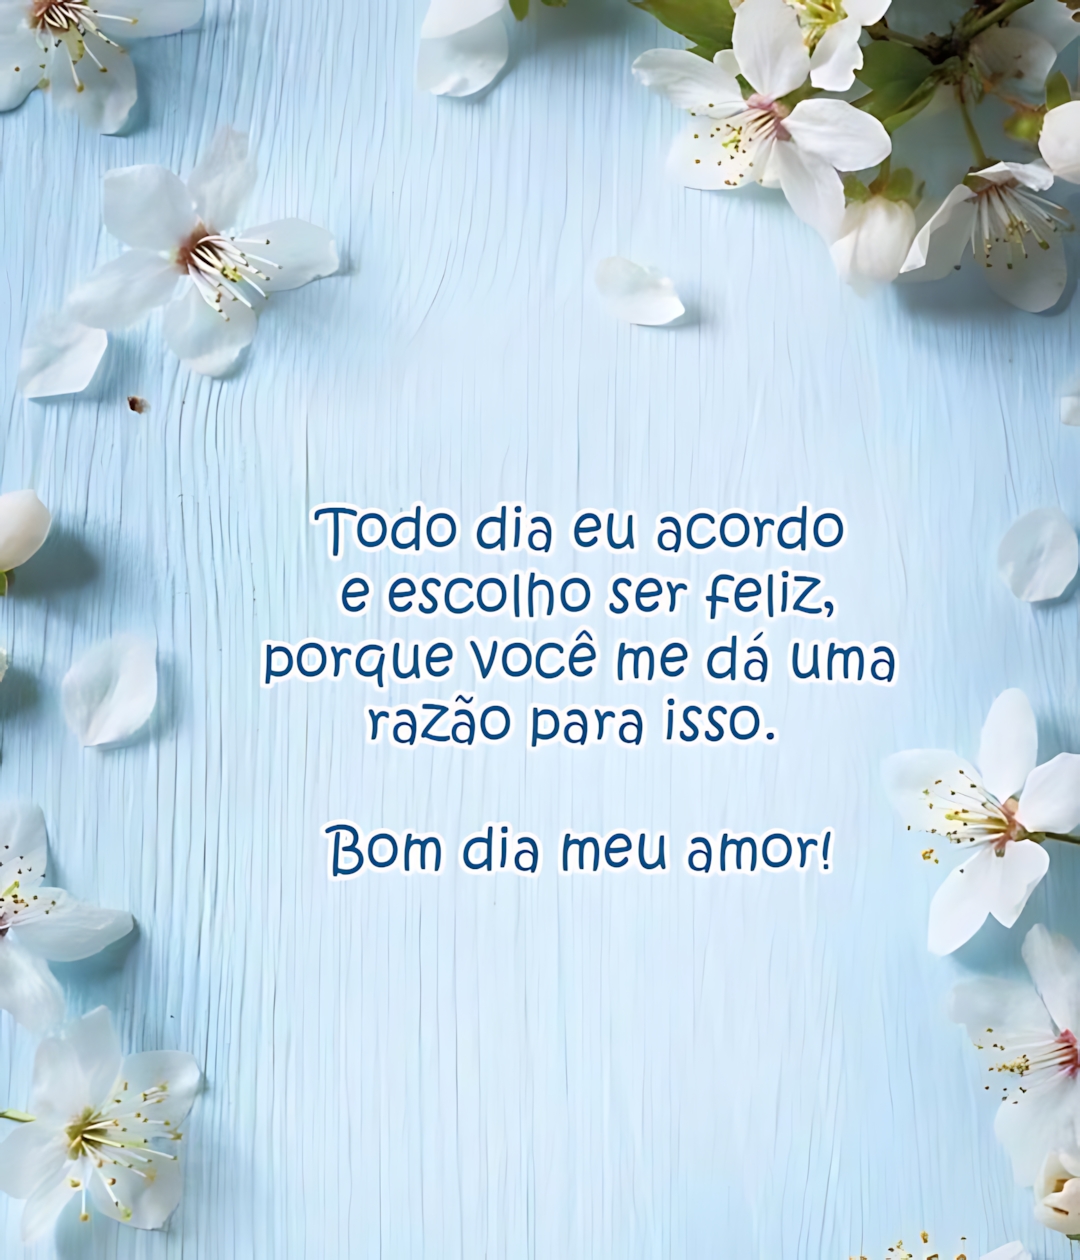 Todo dia eu acordo
e escolho ser feliz,
porque você me dá uma
razão para isso.
Bom dia meu amor!